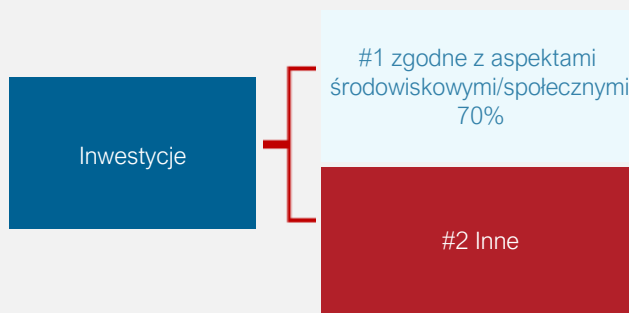 Inwestycje
#1 zgodne z aspektami
środowiskowymi/społecznymi
70%
#2 Inne